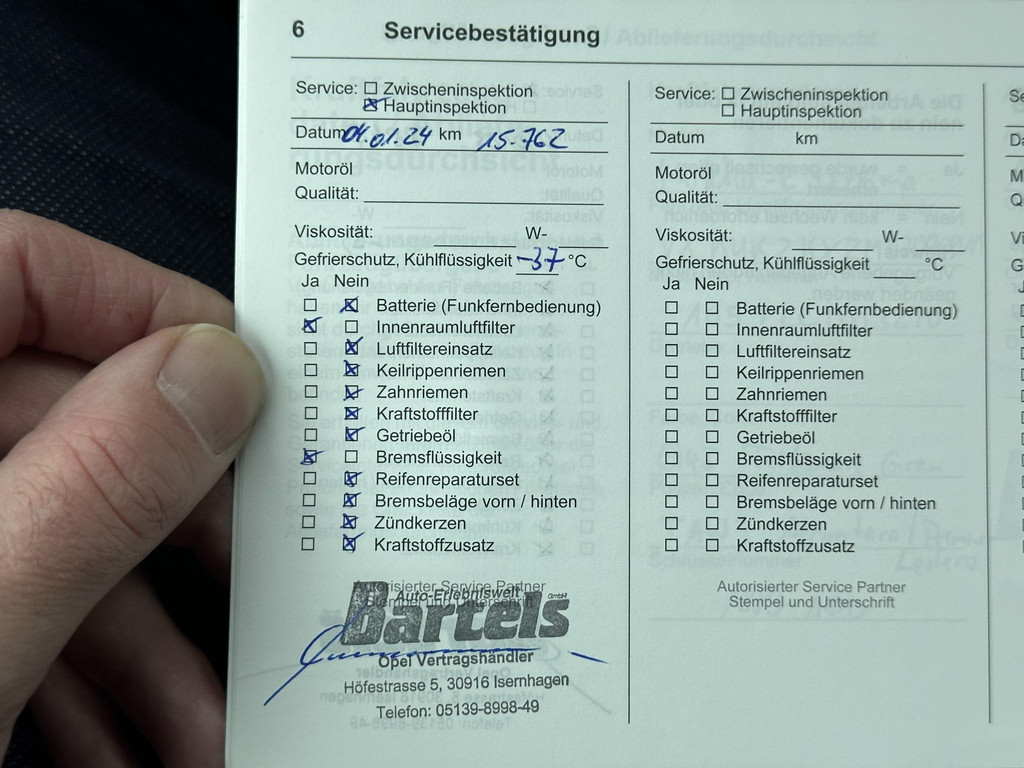 6 Servicebestätigung
Service: ☐ Zwischeninspektion
☒ Hauptinspektion
Datum 04.01.24 km 15.762
Motoröl
Qualität:
Viskosität: W-
Gefrierschutz, Kühlflüssigkeit -37 °C
Ja Nein
☐ ☒ Batterie (Funkfernbedienung)
☒ ☐ Innenraumluftfilter
☐ ☒ Luftfiltereinsatz
☐ ☒ Keilrippenriemen
☐ ☒ Zahnriemen
☐ ☒ Kraftstofffilter
☐ ☒ Getriebeöl
☒ ☐ Bremsflüssigkeit
☐ ☒ Reifenreparaturset
☐ ☒ Bremsbeläge vorn / hinten
☐ ☒ Zündkerzen
☐ ☒ Kraftstoffzusatz
Autorisierter Service Partner
Stempel und Unterschrift
Auto-Erlebniswelt
Bartels GmbH
Opel Vertragshändler
Höfestrasse 5, 30916 Isernhagen
Telefon: 05139-8998-49
Service: ☐ Zwischeninspektion
☐ Hauptinspektion
Datum km
Motoröl
Qualität:
Viskosität: W-
Gefrierschutz, Kühlflüssigkeit °C
Ja Nein
☐ ☐ Batterie (Funkfernbedienung)
☐ ☐ Innenraumluftfilter
☐ ☐ Luftfiltereinsatz
☐ ☐ Keilrippenriemen
☐ ☐ Zahnriemen
☐ ☐ Kraftstofffilter
☐ ☐ Getriebeöl
☐ ☐ Bremsflüssigkeit
☐ ☐ Reifenreparaturset
☐ ☐ Bremsbeläge vorn / hinten
☐ ☐ Zündkerzen
☐ ☐ Kraftstoffzusatz
Autorisierter Service Partner
Stempel und Unterschrift